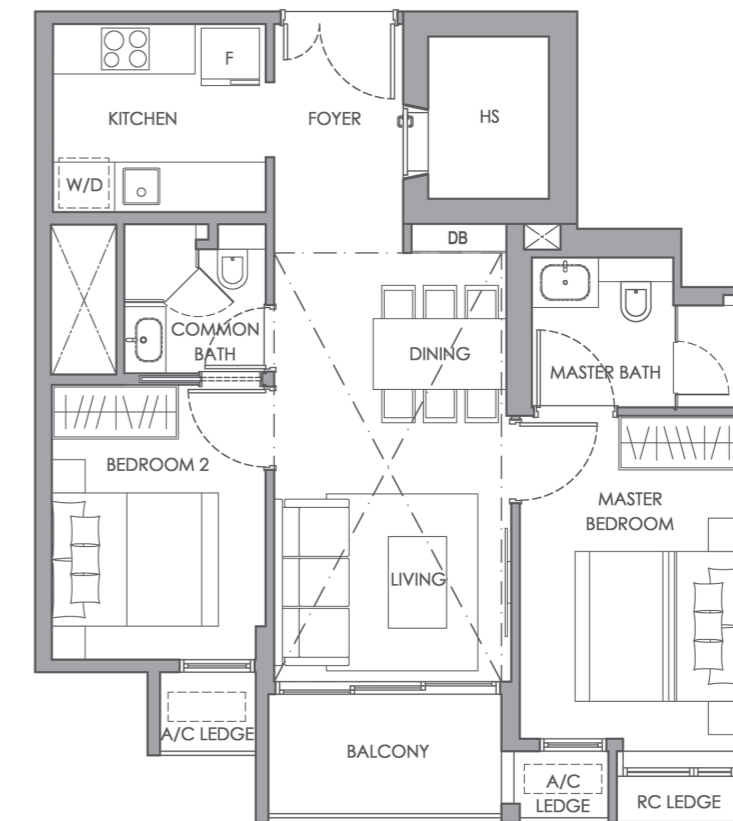 F
KITCHEN
FOYER
HS
W/D
DB
COMMON
BATH
DINING
MASTER BATH
BEDROOM 2
MASTER
BEDROOM
LIVING
A/C LEDGE
BALCONY
A/C
LEDGE
RC LEDGE